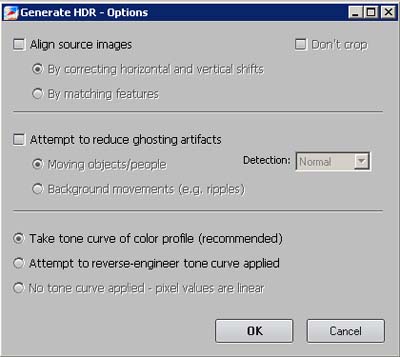 Generate HDR - Options
Align source images Don't crop
By correcting horizontal and vertical shifts
By matching features
Attempt to reduce ghosting artifacts
Moving objects/people Detection: Normal
Background movements (e.g. ripples)
Take tone curve of color profile (recommended)
Attempt to reverse-engineer tone curve applied
No tone curve applied - pixel values are linear
OK Cancel